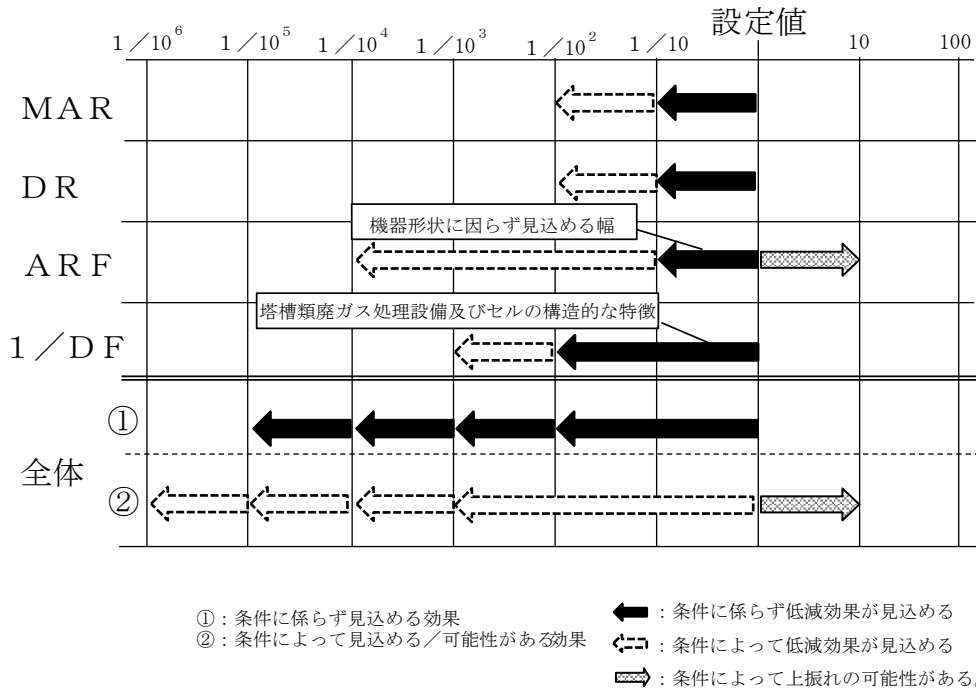 設定値
1／10⁶ 1／10⁵ 1／10⁴ 1／10³ 1／10² 1／10 10 100
ＭＡＲ
ＤＲ
機器形状に因らず見込める幅
ＡＲＦ
塔槽類廃ガス処理設備及びセルの構造的な特徴
１／ＤＦ
①
全体
②
①：条件に係らず見込める効果
②：条件によって見込める／可能性がある効果
：条件に係らず低減効果が見込める
：条件によって低減効果が見込める
：条件によって上振れの可能性がある